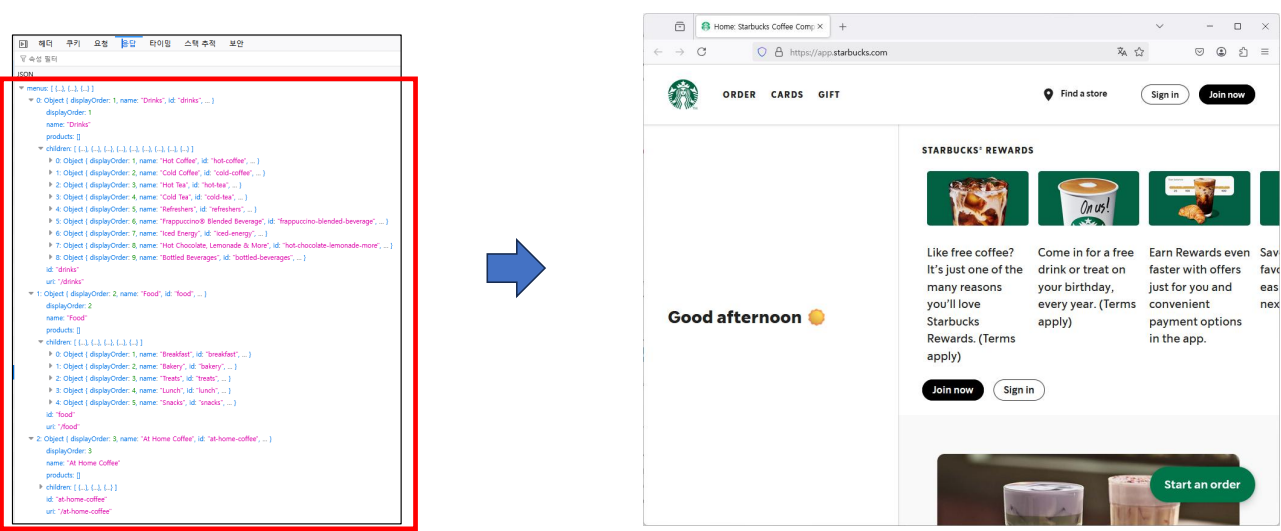 헤더 쿠키 요청 응답 타이밍 스택 추적 보안
속성 필터
JSON
menus: [ {…}, {…}, {…} ]
0: Object { displayOrder: 1, name: "Drinks", id: "drinks", … }
displayOrder: 1
name: "Drinks"
products: []
children: [ {…}, {…}, {…}, {…}, {…}, {…}, {…}, {…}, {…} ]
0: Object { displayOrder: 1, name: "Hot Coffee", id: "hot-coffee", … }
1: Object { displayOrder: 2, name: "Cold Coffee", id: "cold-coffee", … }
2: Object { displayOrder: 3, name: "Hot Tea", id: "hot-tea", … }
3: Object { displayOrder: 4, name: "Cold Tea", id: "cold-tea", … }
4: Object { displayOrder: 5, name: "Refreshers", id: "refreshers", … }
5: Object { displayOrder: 6, name: "Frappuccino® Blended Beverage", id: "frappuccino-blended-beverage", … }
6: Object { displayOrder: 7, name: "Iced Energy", id: "iced-energy", … }
7: Object { displayOrder: 8, name: "Hot Chocolate, Lemonade & More", id: "hot-chocolate-lemonade-more", … }
8: Object { displayOrder: 9, name: "Bottled Beverages", id: "bottled-beverages", … }
id: "drinks"
uri: "/drinks"
1: Object { displayOrder: 2, name: "Food", id: "food", … }
displayOrder: 2
name: "Food"
products: []
children: [ {…}, {…}, {…}, {…}, {…} ]
0: Object { displayOrder: 1, name: "Breakfast", id: "breakfast", … }
1: Object { displayOrder: 2, name: "Bakery", id: "bakery", … }
2: Object { displayOrder: 3, name: "Treats", id: "treats", … }
3: Object { displayOrder: 4, name: "Lunch", id: "lunch", … }
4: Object { displayOrder: 5, name: "Snacks", id: "snacks", … }
id: "food"
uri: "/food"
2: Object { displayOrder: 3, name: "At Home Coffee", id: "at-home-coffee", … }
displayOrder: 3
name: "At Home Coffee"
products: []
children: [ {…}, {…}, {…} ]
id: "at-home-coffee"
uri: "/at-home-coffee"
Home: Starbucks Coffee Comp
https://app.starbucks.com
ORDER CARDS GIFT
Find a store
Sign in
Join now
STARBUCKS® REWARDS
On us!
Like free coffee?
It's just one of the
many reasons
you'll love
Starbucks
Rewards. (Terms
apply)
Come in for a free
drink or treat on
your birthday,
every year. (Terms
apply)
Earn Rewards even
faster with offers
just for you and
convenient
payment options
in the app.
Sav
favo
eas
nex
Good afternoon
Join now
Sign in
Start an order